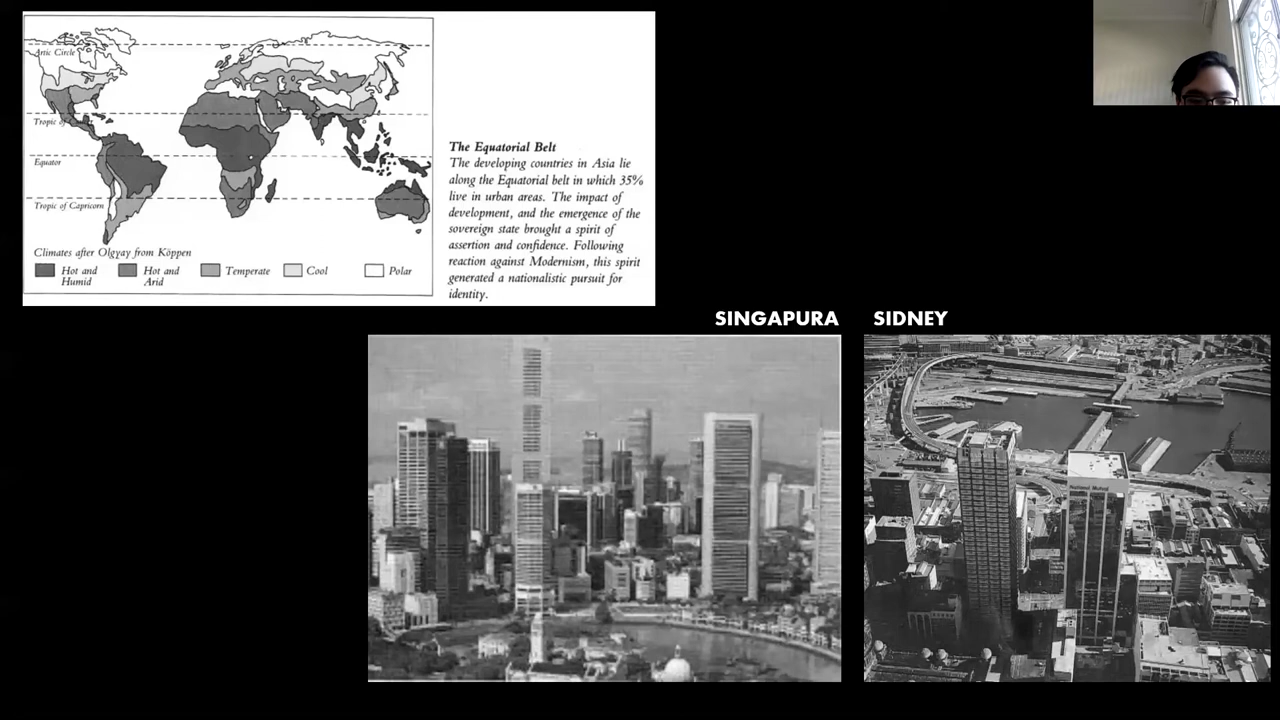 Artic Circle
Tropic of
Equator
Tropic of Capricorn
Climates after Olgyay from Köppen
Hot and
Humid
Hot and
Arid
Temperate
Cool
Polar
The Equatorial Belt
The developing countries in Asia lie
along the Equatorial belt in which 35%
live in urban areas. The impact of
development, and the emergence of the
sovereign state brought a spirit of
assertion and confidence. Following
reaction against Modernism, this spirit
generated a nationalistic pursuit for
identity.
SINGAPURA
SIDNEY
National Mutual